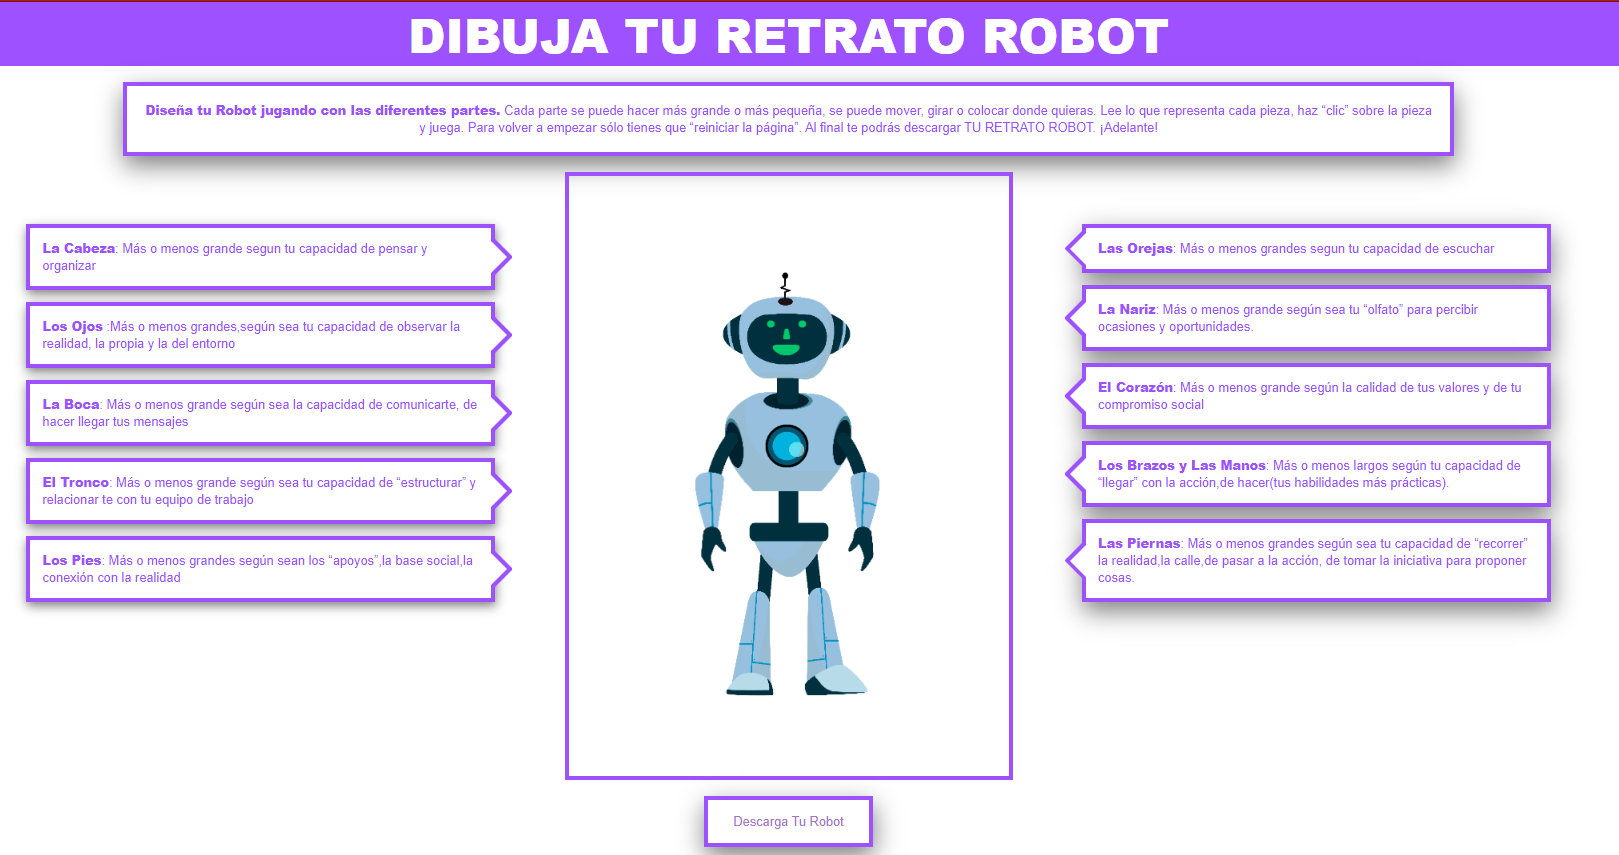 DIBUJA TU RETRATO ROBOT
Diseña tu Robot jugando con las diferentes partes. Cada parte se puede hacer más grande o más pequeña, se puede mover, girar o colocar donde quieras. Lee lo que representa cada pieza, haz “clic” sobre la pieza
y juega. Para volver a empezar sólo tienes que “reiniciar la página”. Al final te podrás descargar TU RETRATO ROBOT. ¡Adelante!
La Cabeza: Más o menos grande segun tu capacidad de pensar y
organizar
Los Ojos :Más o menos grandes,según sea tu capacidad de observar la
realidad, la propia y la del entorno
La Boca: Más o menos grande según sea la capacidad de comunicarte, de
hacer llegar tus mensajes
El Tronco: Más o menos grande según sea tu capacidad de “estructurar” y
relacionar te con tu equipo de trabajo
Los Pies: Más o menos grandes según sean los “apoyos”,la base social,la
conexión con la realidad
Las Orejas: Más o menos grandes segun tu capacidad de escuchar
La Nariz: Más o menos grande según sea tu “olfato” para percibir
ocasiones y oportunidades.
El Corazón: Más o menos grande según la calidad de tus valores y de tu
compromiso social
Los Brazos y Las Manos: Más o menos largos según tu capacidad de
“llegar” con la acción,de hacer(tus habilidades más prácticas).
Las Piernas: Más o menos grandes según sea tu capacidad de “recorrer”
la realidad,la calle,de pasar a la acción, de tomar la iniciativa para proponer
cosas.
Descarga Tu Robot